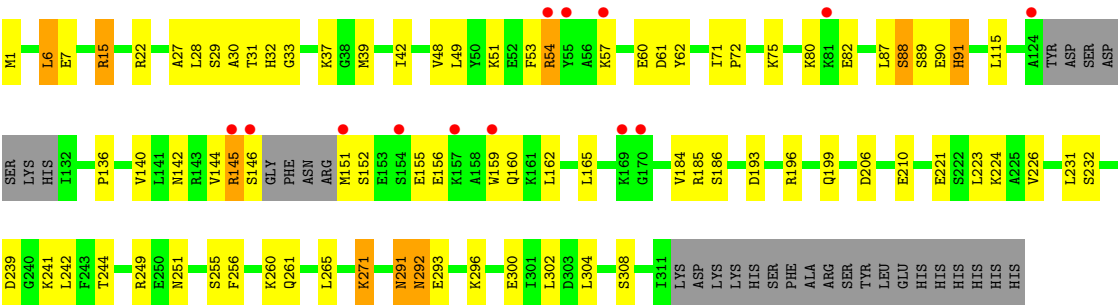 M1 L6 E7 R15 R22 A27 L28 S29 A30 T31 H32 G33 K37 G38 M39 I42 V48 L49 Y50 K51 E52 F53 R54 Y55 A56 K57 E60 D61 Y62 I71 P72 K75 K80 K81 E82 L87 S88 S89 E90 H91 L115 A124 TYR ASP SER ASP
SER LYS HIS I132 P136 V140 L141 N142 R143 V144 R145 S146 GLY PHE ASN ARG M151 S152 E153 S154 E155 E156 K157 A158 W159 Q160 K161 L162 L165 K169 G170 V184 R185 S186 D193 R196 Q199 D206 E210 E221 S222 L223 K224 A225 V226 L231 S232
D239 G240 K241 L242 F243 T244 R249 E250 N251 S255 F256 K260 Q261 L265 K271 N291 N292 E293 K296 E300 I301 L302 D303 L304 S308 I311 LYS ASP LYS LYS HIS SER PHE ALA ARG SER TYR LEU GLU HIS HIS HIS HIS HIS HIS